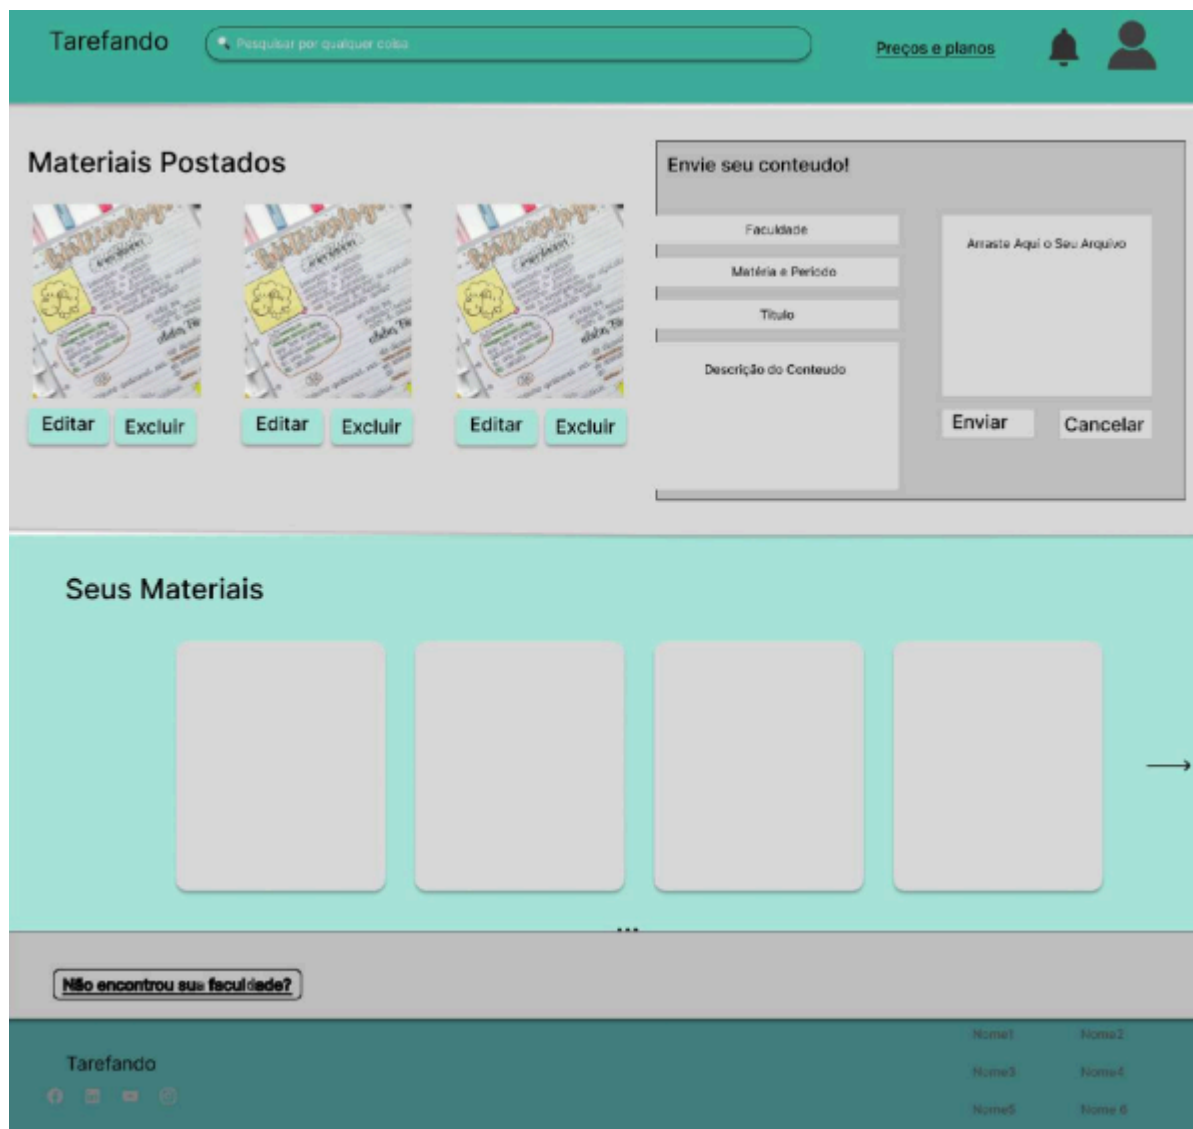 Tarefando
Pesquisar por qualquer coisa
Preços e planos
Materiais Postados
Editar Excluir
Editar Excluir
Editar Excluir
Envie seu conteudo!
Faculdade
Matéria e Período
Título
Descrição do Conteudo
Arraste Aqui o Seu Arquivo
Enviar
Cancelar
Seus Materiais
...
Não encontrou sua faculdade?
Tarefando
Nome1 Nome2
Nome3 Nome4
Nome5 Nome 6